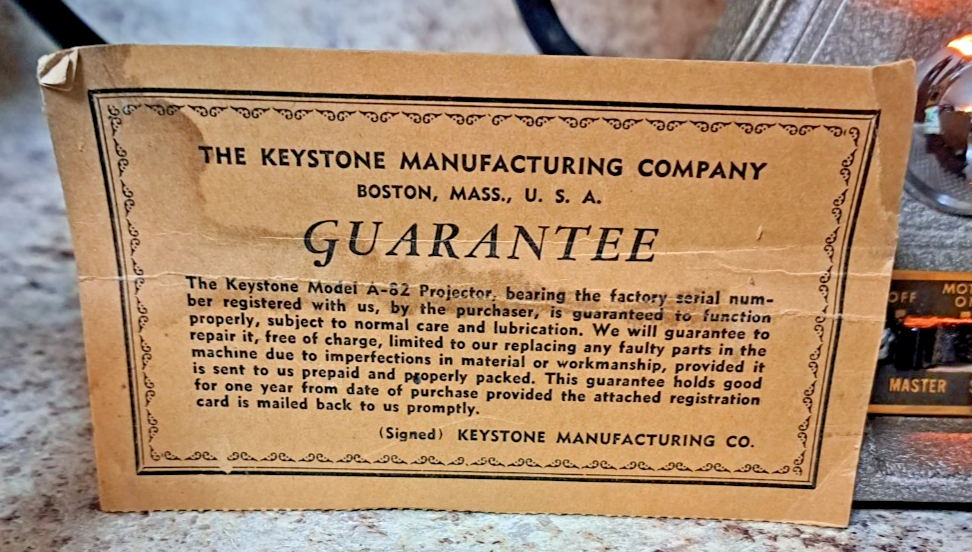 THE KEYSTONE MANUFACTURING COMPANY
BOSTON, MASS., U. S. A.
GUARANTEE
The Keystone Model A-82 Projector, bearing the factory serial num-
ber registered with us, by the purchaser, is guaranteed to function
properly, subject to normal care and lubrication. We will guarantee to
repair it, free of charge, limited to our replacing any faulty parts in the
machine due to imperfections in material or workmanship, provided it
is sent to us prepaid and properly packed. This guarantee holds good
for one year from date of purchase provided the attached registration
card is mailed back to us promptly.
(Signed) KEYSTONE MANUFACTURING CO.
OFF
MASTER